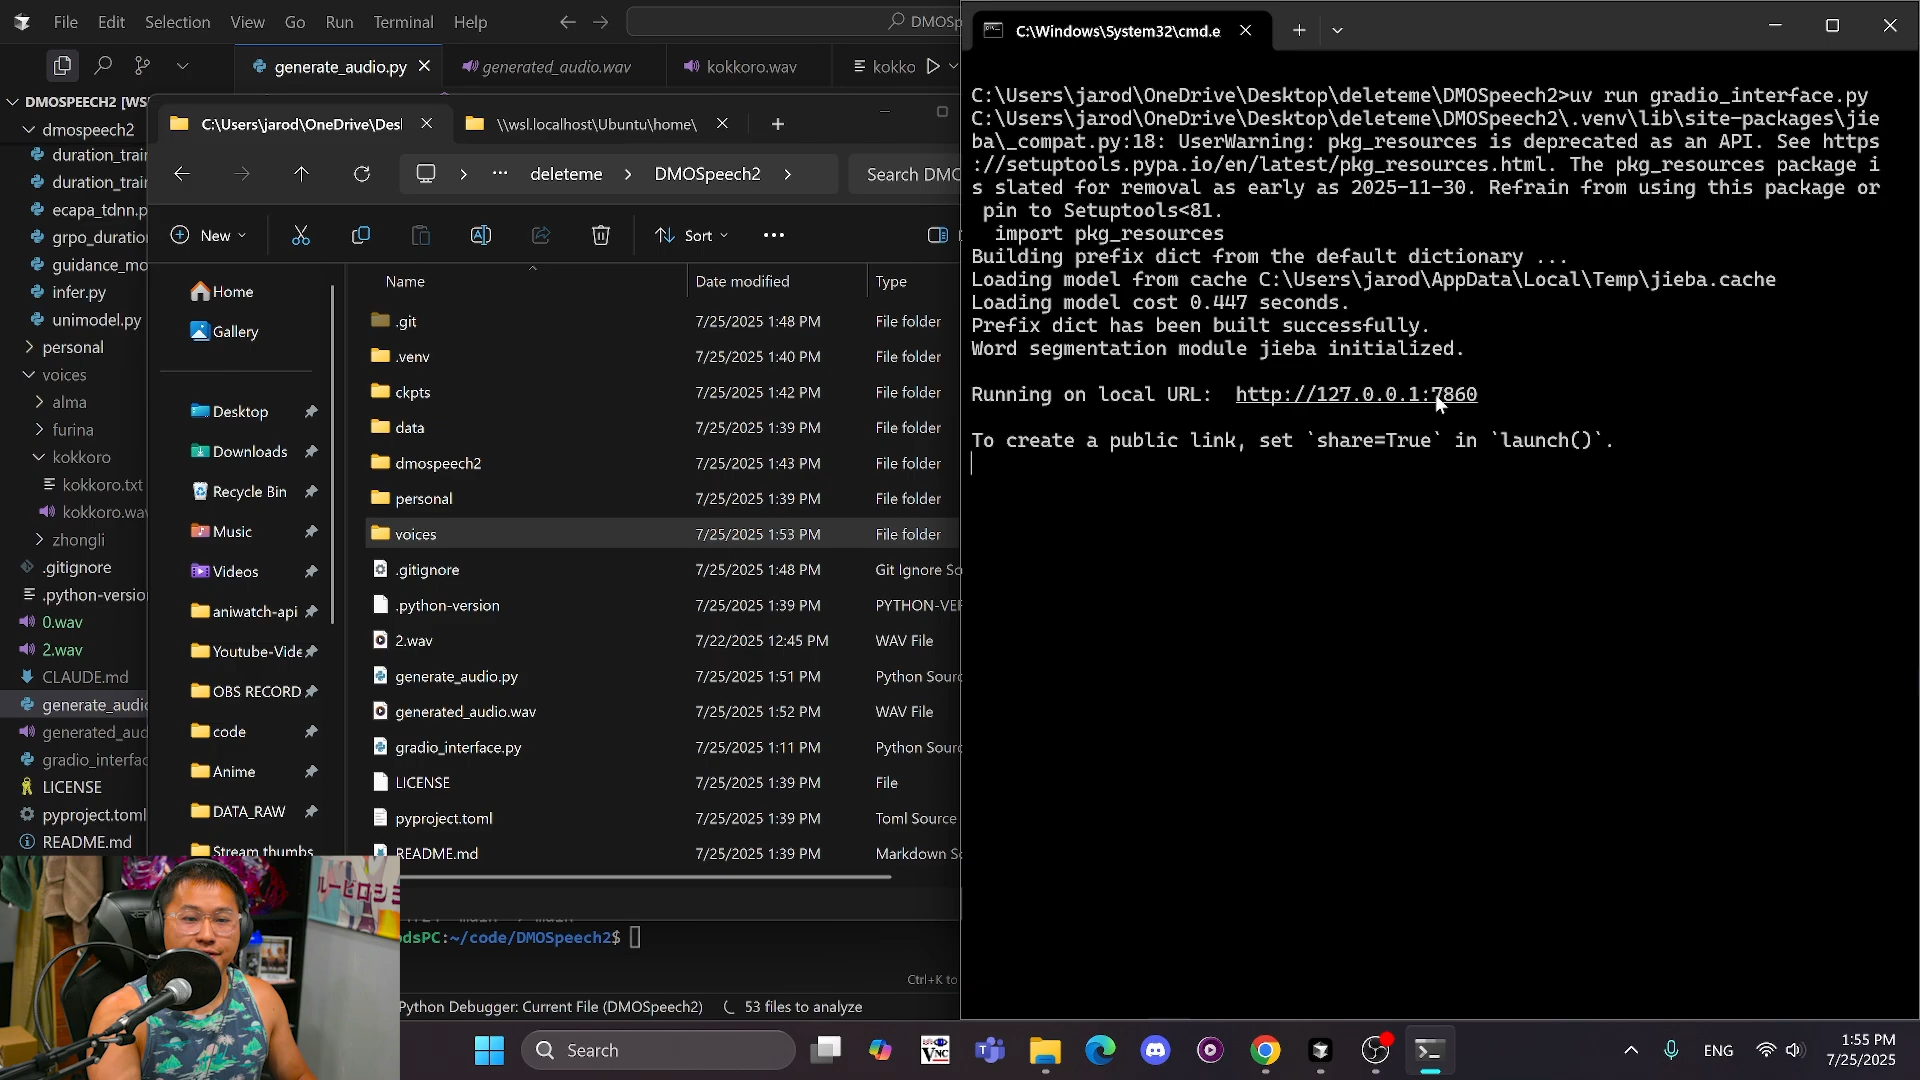 File Edit Selection View Go Run Terminal Help
DMOSp
generate_audio.py
generated_audio.wav
kokkoro.wav
kokko
DMOSPEECH2 [WS
dmospeech2
duration_train
duration_train
ecapa_tdnn.p
grpo_duratio
guidance_mo
infer.py
unimodel.py
personal
voices
alma
furina
kokkoro
kokkoro.txt
kokkoro.wav
zhongli
.gitignore
.python-versio
0.wav
2.wav
CLAUDE.md
generate_audio
generated_aud
gradio_interfac
LICENSE
pyproject.toml
README.md
C:\Users\jarod\OneDrive\Des
\\wsl.localhost\Ubuntu\home\
deleteme
DMOSpeech2
Search DMO
New
Sort
Home
Gallery
Desktop
Downloads
Recycle Bin
Music
Videos
aniwatch-api
Youtube-Vide
OBS RECORD
code
Anime
DATA_RAW
Stream thumbs
Name Date modified Type
.git 7/25/2025 1:48 PM File folder
.venv 7/25/2025 1:40 PM File folder
ckpts 7/25/2025 1:42 PM File folder
data 7/25/2025 1:39 PM File folder
dmospeech2 7/25/2025 1:43 PM File folder
personal 7/25/2025 1:39 PM File folder
voices 7/25/2025 1:53 PM File folder
.gitignore 7/25/2025 1:48 PM Git Ignore So
.python-version 7/25/2025 1:39 PM PYTHON-VE
2.wav 7/22/2025 12:45 PM WAV File
generate_audio.py 7/25/2025 1:51 PM Python Sourc
generated_audio.wav 7/25/2025 1:52 PM WAV File
gradio_interface.py 7/25/2025 1:11 PM Python Sourc
LICENSE 7/25/2025 1:39 PM File
pyproject.toml 7/25/2025 1:39 PM Toml Source
README.md 7/25/2025 1:39 PM Markdown So
dsPC:~/code/DMOSpeech2$
Ctrl+K to
Python Debugger: Current File (DMOSpeech2)
53 files to analyze
C:\Windows\System32\cmd.e
C:\Users\jarod\OneDrive\Desktop\deleteme\DMOSpeech2>uv run gradio_interface.py
C:\Users\jarod\OneDrive\Desktop\deleteme\DMOSpeech2\.venv\lib\site-packages\jie
ba\_compat.py:18: UserWarning: pkg_resources is deprecated as an API. See https
://setuptools.pypa.io/en/latest/pkg_resources.html. The pkg_resources package i
s slated for removal as early as 2025-11-30. Refrain from using this package or
pin to Setuptools<81.
import pkg_resources
Building prefix dict from the default dictionary ...
Loading model from cache C:\Users\jarod\AppData\Local\Temp\jieba.cache
Loading model cost 0.447 seconds.
Prefix dict has been built successfully.
Word segmentation module jieba initialized.
Running on local URL: http://127.0.0.1:7860
To create a public link, set `share=True` in `launch()`.
Search
VNC
ENG
1:55 PM
7/25/2025